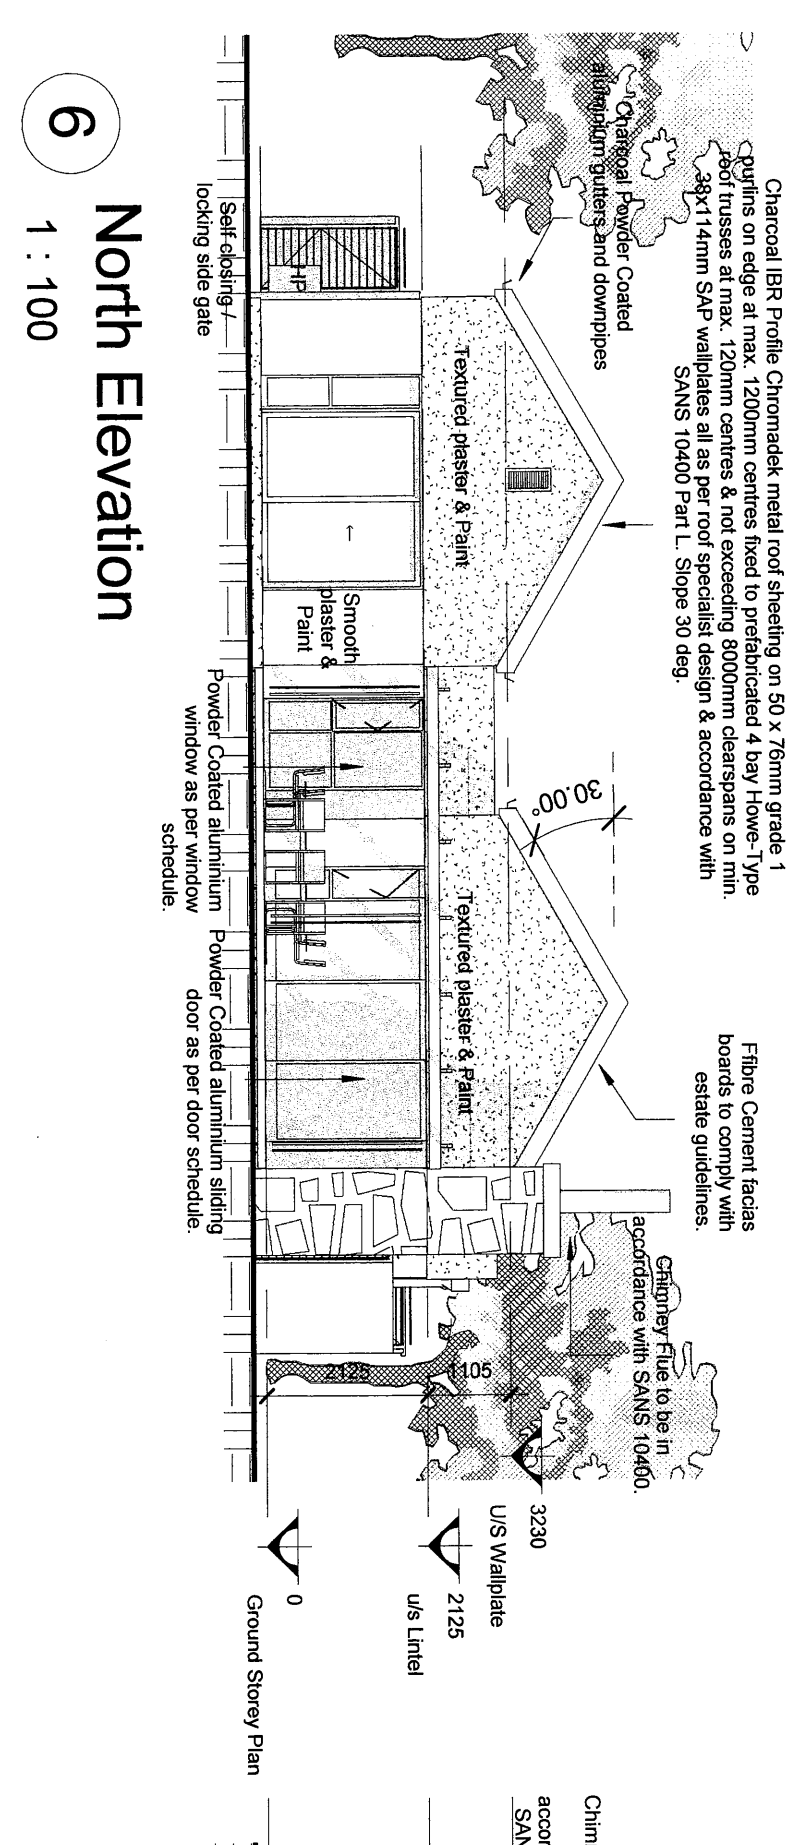 Charcoal IBR Profile Chromadek metal roof sheeting on 50 x 76mm grade 1
purlins on edge at max. 1200mm centres fixed to prefabricated 4 bay Howe-Type
roof trusses at max. 120mm centres & not exceeding 8000mm clearspans on min.
38x114mm SAP wallplates all as per roof specialist design & accordance with
SANS 10400 Part L. Slope 30 deg.
Charcoal Powder Coated
aluminium gutters and downpipes
Ffibre Cement facias
boards to comply with
estate guidelines.
Chimney Flue to be in
accordance with SANS 10400.
30.00°
Textured plaster & Paint
Textured plaster & Paint
Smooth
plaster &
Paint
HP
2125
1105
3230
U/S Wallplate
2125
u/s Lintel
0
Ground Storey Plan
Self closing /
locking side gate
Powder Coated aluminium
window as per window
schedule.
Powder Coated aluminium sliding
door as per door schedule.
6
North Elevation
1 : 100
Chim
accor
SAN